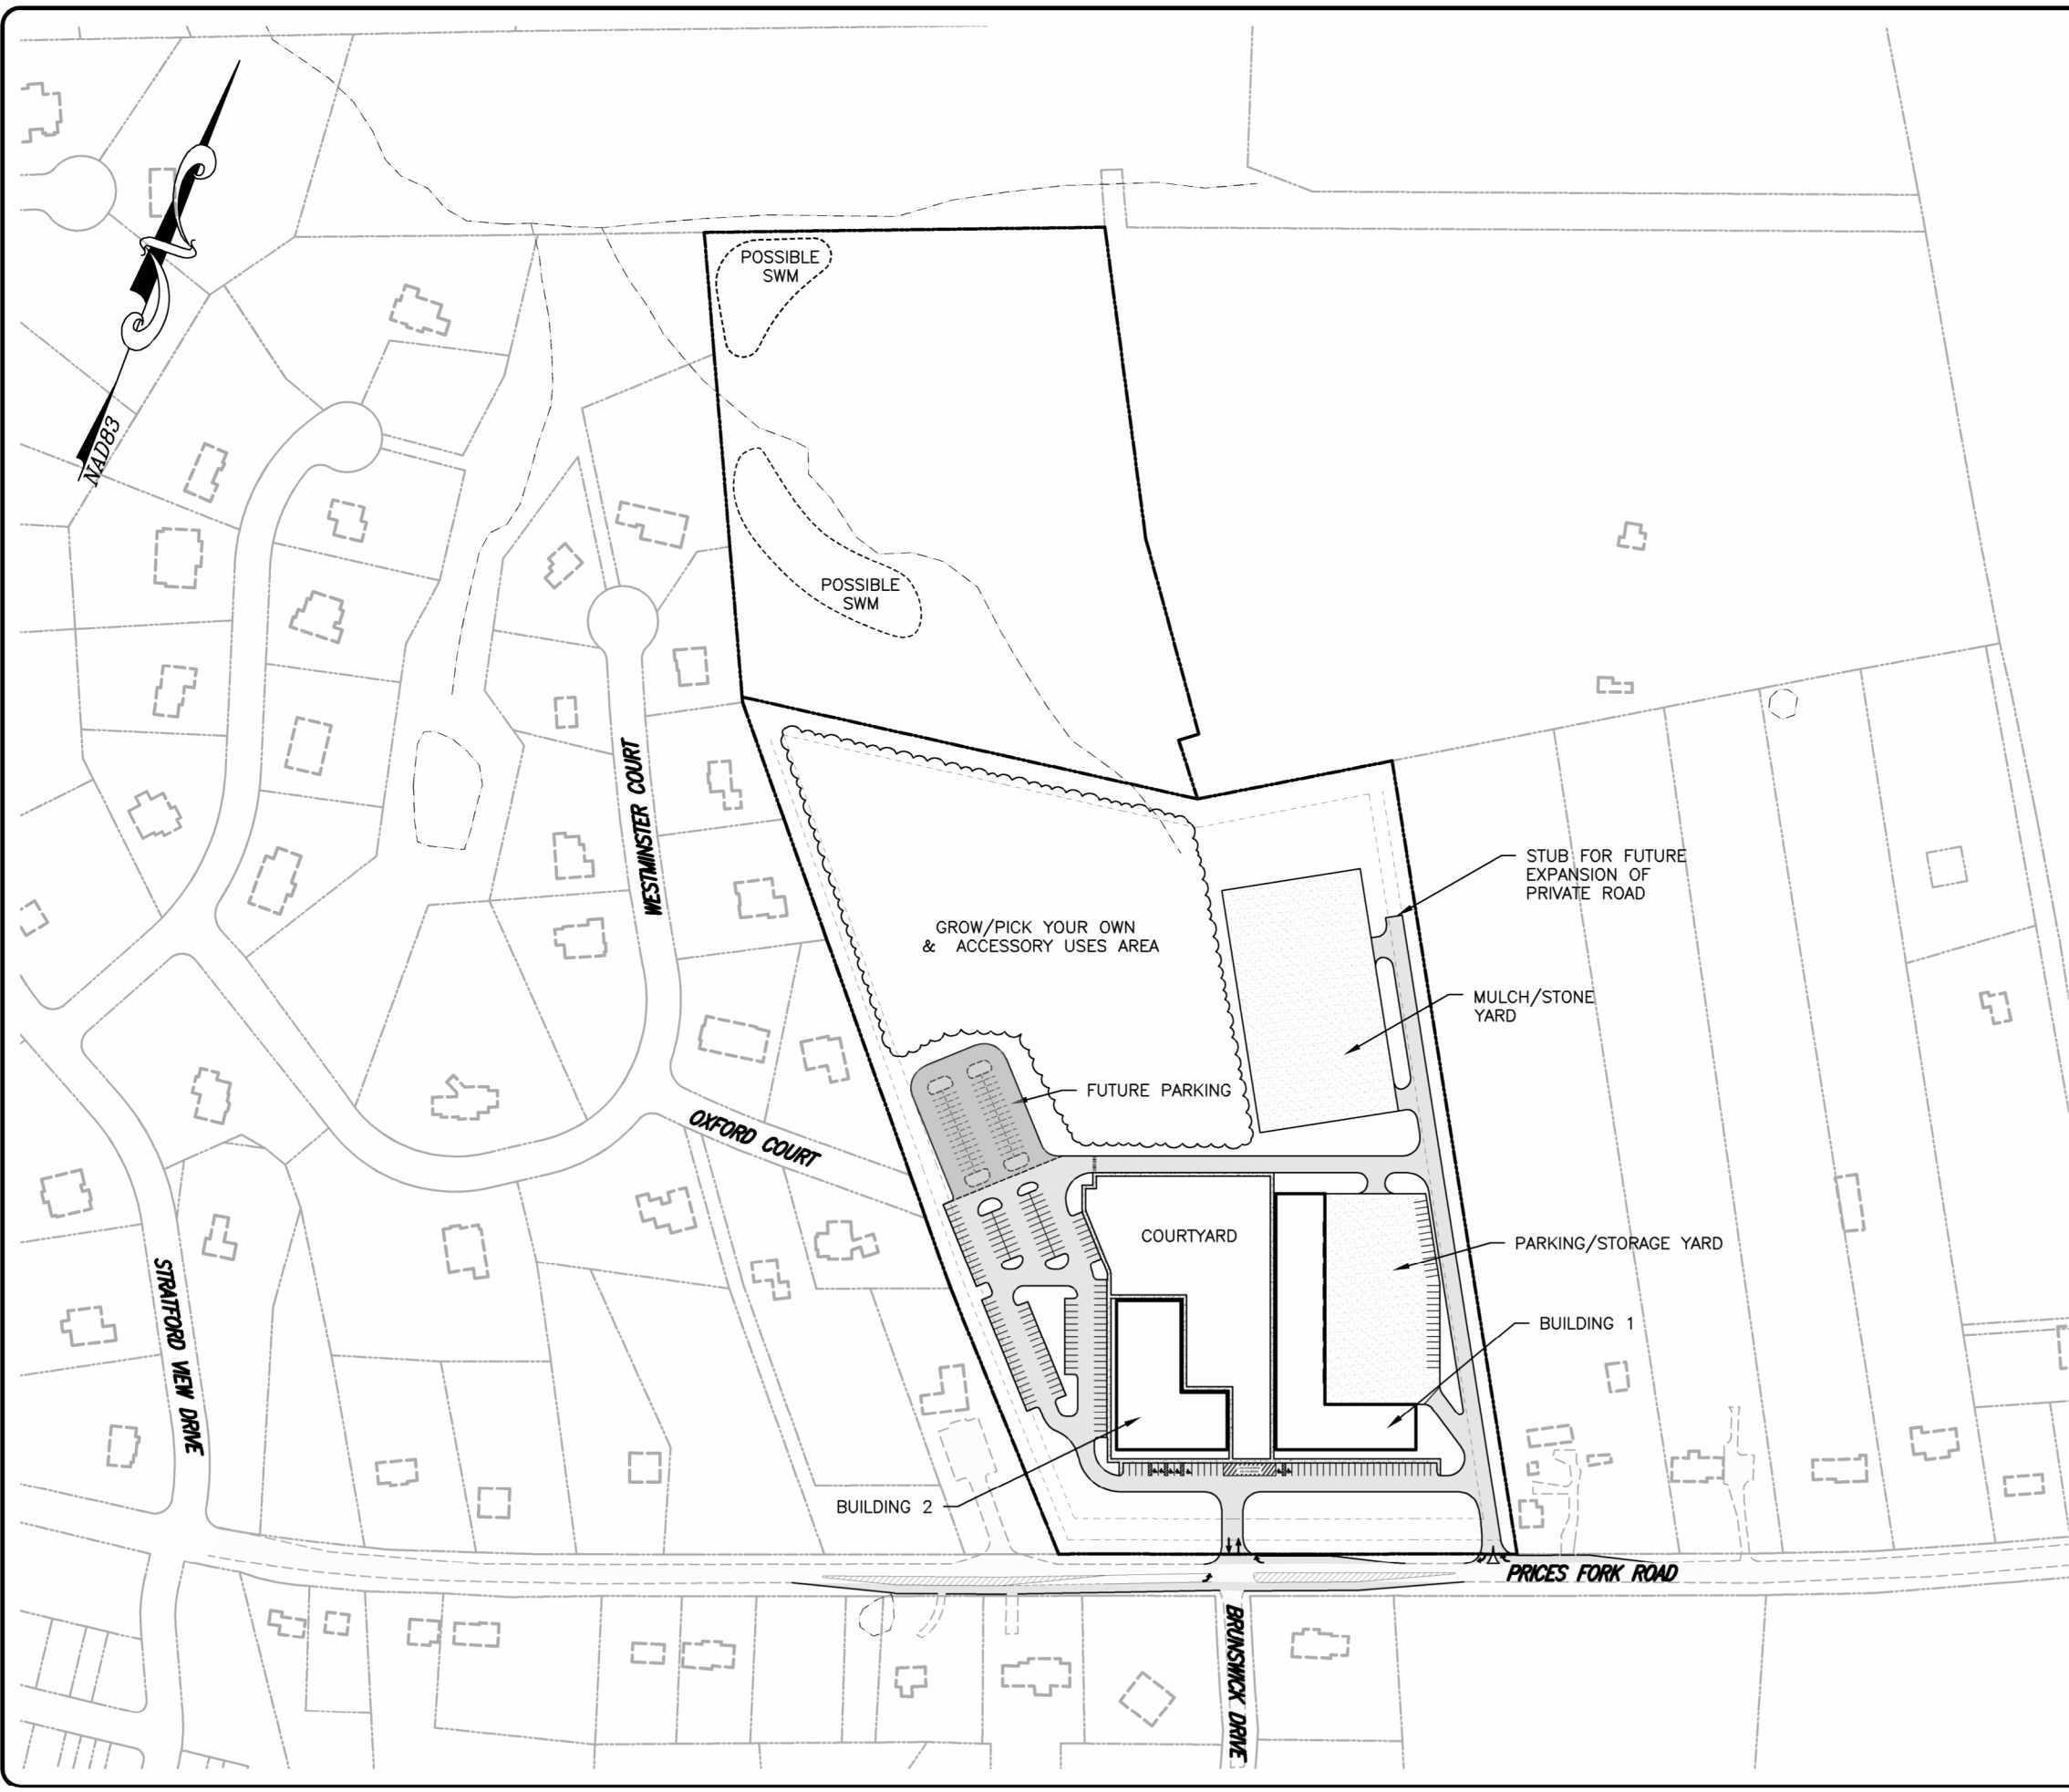 POSSIBLE
SWM
NAD83
POSSIBLE
SWM
WESTMINSTER COURT
STUB FOR FUTURE
EXPANSION OF
PRIVATE ROAD
GROW/PICK YOUR OWN
& ACCESSORY USES AREA
MULCH/STONE
YARD
FUTURE PARKING
OXFORD COURT
COURTYARD
PARKING/STORAGE YARD
STRATFORD VIEW DRIVE
BUILDING 1
BUILDING 2
PRICES FORK ROAD
BRUNSWICK DRIVE